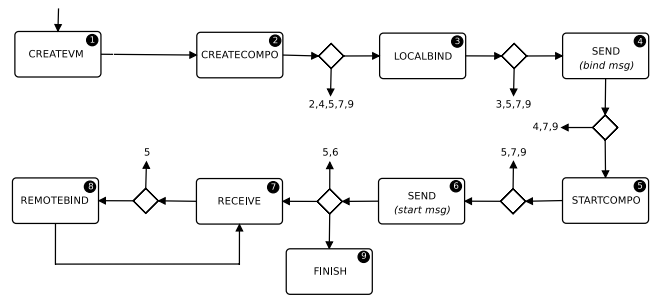 1
CREATEVM
2
CREATECOMPO
2,4,5,7,9
3
LOCALBIND
3,5,7,9
4
SEND
(bind msg)
4,7,9
5
STARTCOMPO
5,7,9
6
SEND
(start msg)
5,6
7
RECEIVE
5
8
REMOTEBIND
9
FINISH